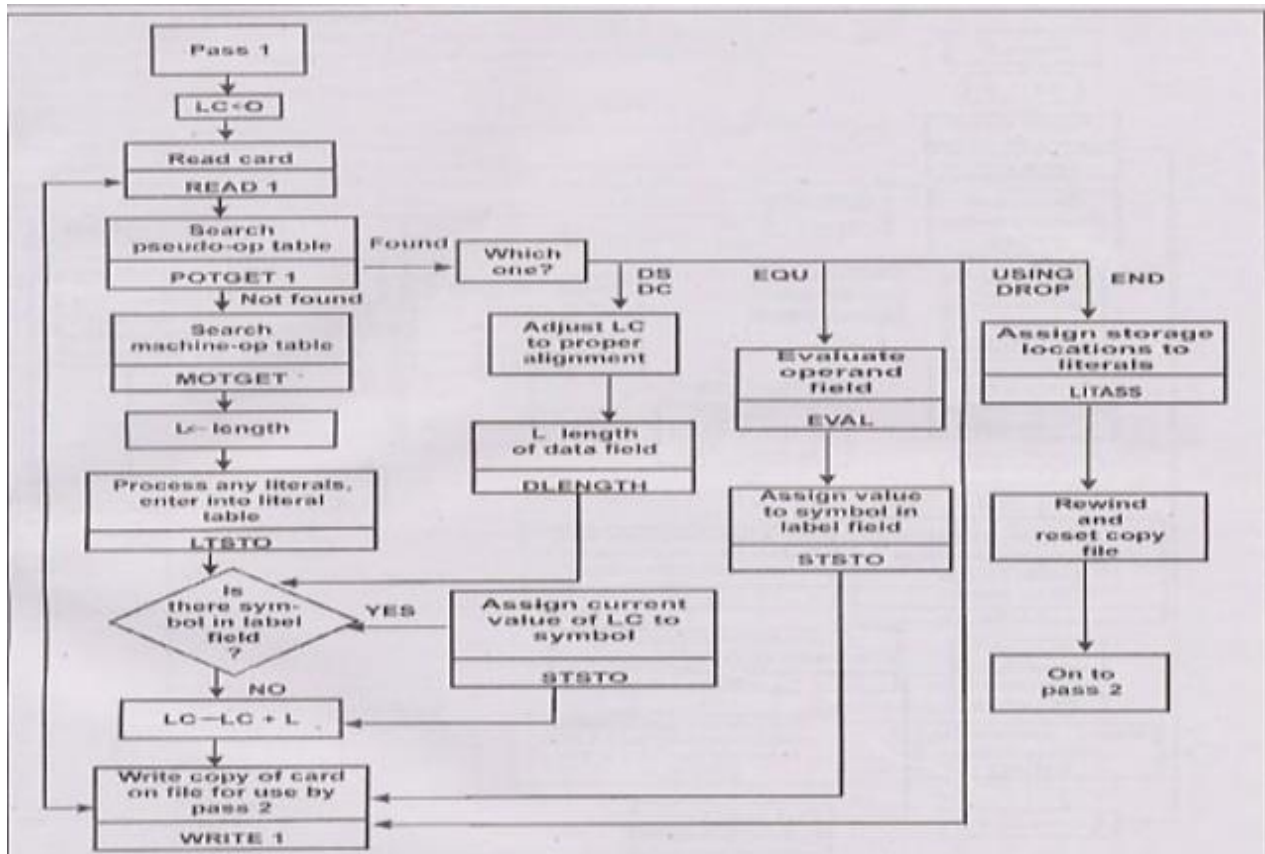 Pass 1
LC<O
Read card
READ 1
Search
pseudo-op table
POTGET 1
Found
Which
one?
Not found
Search
machine-op table
MOTGET
L← length
Process any literals,
enter into literal
table
LTSTO
Is
there sym-
bol in label
field
?
YES
NO
LC−LC + L
Write copy of card
on file for use by
pass 2
WRITE 1
DS
DC
Adjust LC
to proper
alignment
L length
of data field
DLENGTH
Assign current
value of LC to
symbol
STSTO
EQU
Evaluate
operand
field
EVAL
Assign value
to symbol in
label field
STSTO
USING
DROP
END
Assign storage
locations to
literals
LITASS
Rewind
and
reset copy
file
On to
pass 2